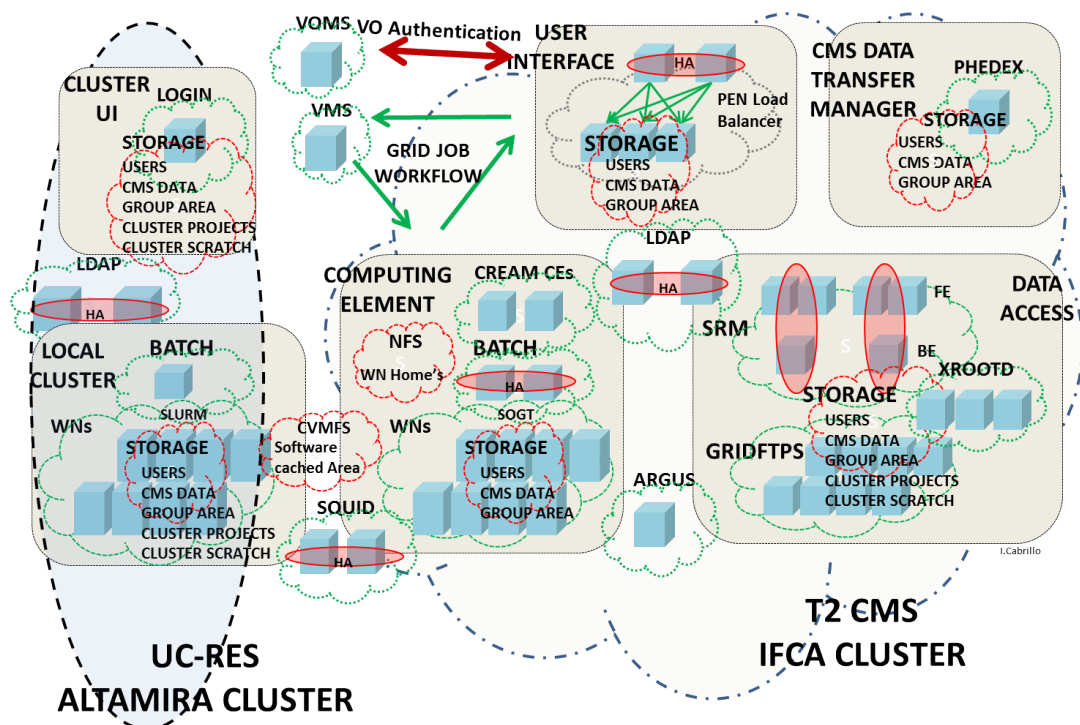 VOMS
VO Authentication
USER
INTERFACE
HA
PEN Load
Balancer
STORAGE
USERS
CMS DATA
GROUP AREA
CMS DATA
TRANSFER
MANAGER
PHEDEX
STORAGE
USERS
CMS DATA
GROUP AREA
CLUSTER
UI
LOGIN
STORAGE
USERS
CMS DATA
GROUP AREA
CLUSTER PROJECTS
CLUSTER SCRATCH
S
VMS
GRID JOB
WORKFLOW
LDAP
HA
LDAP
HA
LOCAL
CLUSTER
BATCH
SLURM
WNs
STORAGE
USERS
CMS DATA
GROUP AREA
CLUSTER PROJECTS
CLUSTER SCRATCH
CVMFS
Software
cached Area
SQUID
HA
COMPUTING
ELEMENT
CREAM CEs
S
NFS
S
WN Home's
BATCH
HA
SOGT
WNs
STORAGE
USERS
CMS DATA
GROUP AREA
ARGUS
DATA
ACCESS
SRM
FE
S
BE
XROOTD
STORAGE
S
USERS
CMS DATA
GROUP AREA
CLUSTER PROJECTS
CLUSTER SCRATCH
GRIDFTPS
I.Cabrillo
UC-RES
ALTAMIRA CLUSTER
T2 CMS
IFCA CLUSTER